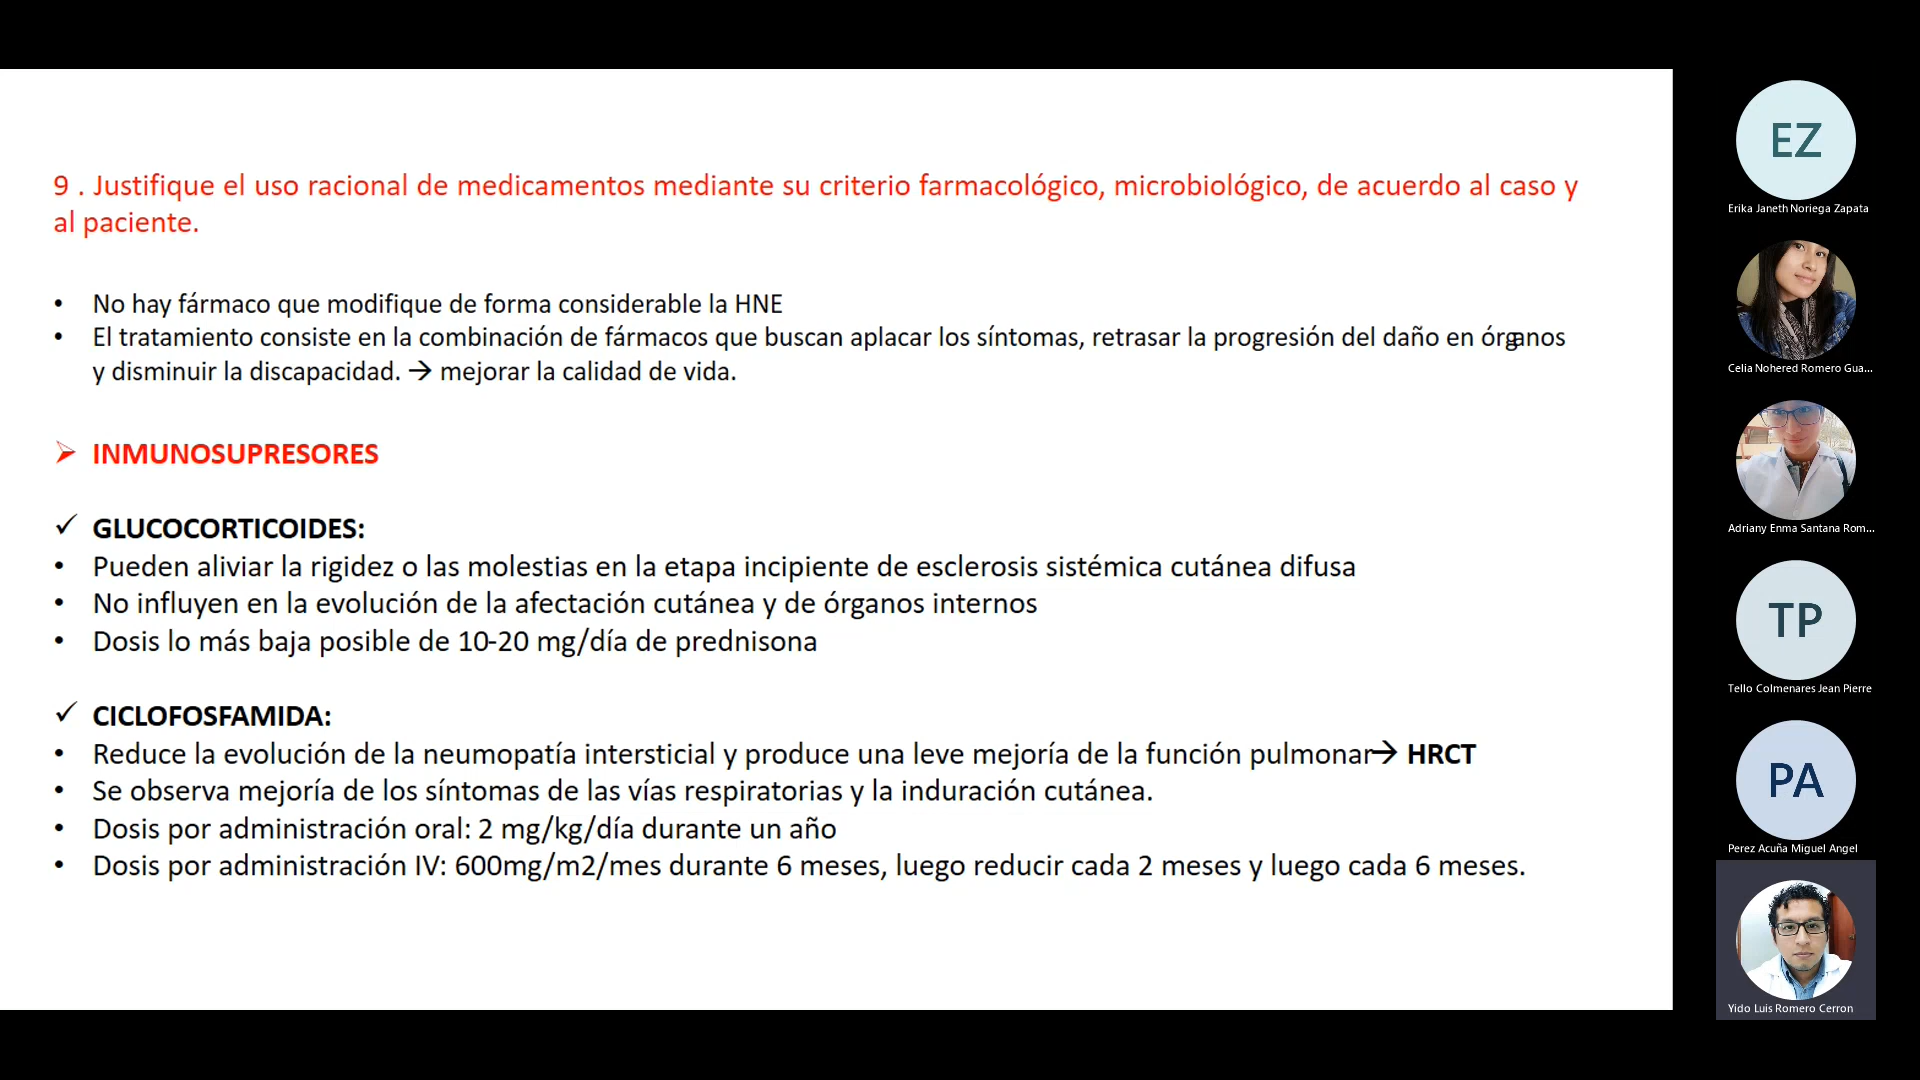 9 . Justifique el uso racional de medicamentos mediante su criterio farmacológico, microbiológico, de acuerdo al caso y
al paciente.
• No hay fármaco que modifique de forma considerable la HNE
• El tratamiento consiste en la combinación de fármacos que buscan aplacar los síntomas, retrasar la progresión del daño en órganos
y disminuir la discapacidad. → mejorar la calidad de vida.
➢ INMUNOSUPRESORES
✓ GLUCOCORTICOIDES:
• Pueden aliviar la rigidez o las molestias en la etapa incipiente de esclerosis sistémica cutánea difusa
• No influyen en la evolución de la afectación cutánea y de órganos internos
• Dosis lo más baja posible de 10-20 mg/día de prednisona
✓ CICLOFOSFAMIDA:
• Reduce la evolución de la neumopatía intersticial y produce una leve mejoría de la función pulmonar→ HRCT
• Se observa mejoría de los síntomas de las vías respiratorias y la induración cutánea.
• Dosis por administración oral: 2 mg/kg/día durante un año
• Dosis por administración IV: 600mg/m2/mes durante 6 meses, luego reducir cada 2 meses y luego cada 6 meses.
EZ
Erika Janeth Noriega Zapata
Celia Nohered Romero Gua...
Adriany Enma Santana Rom...
TP
Tello Colmenares Jean Pierre
PA
Perez Acuña Miguel Angel
Yido Luis Romero Cerron